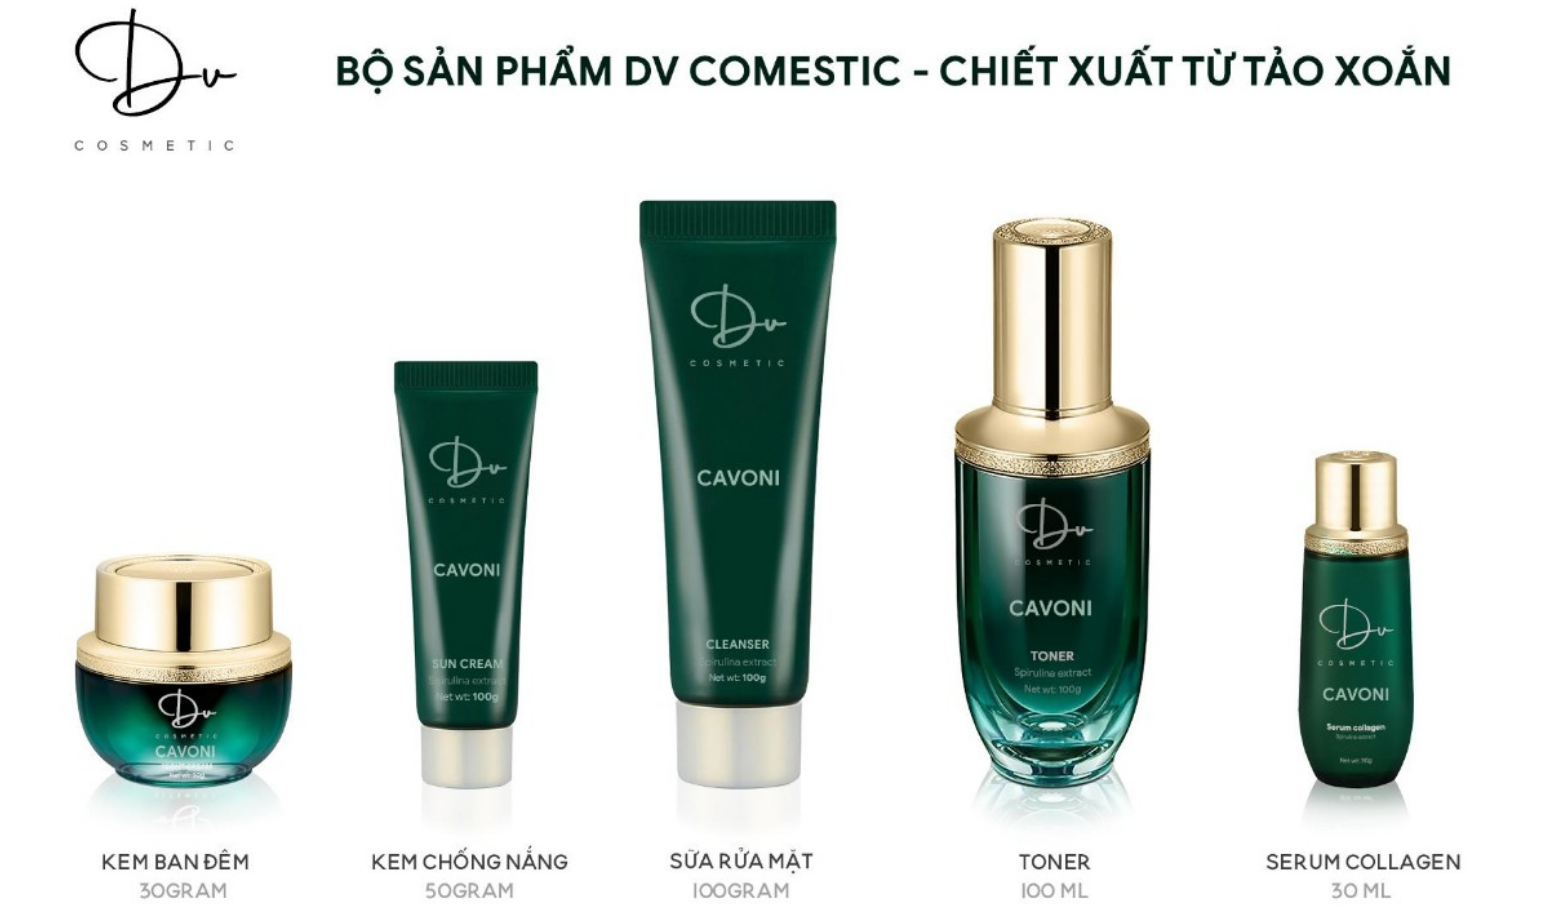 Dv
COSMETIC
BỘ SẢN PHẨM DV COMESTIC - CHIẾT XUẤT TỪ TẢO XOẮN
Dv
COSMETIC
CAVONI
Net wt: 50g
KEM BAN ĐÊM
30GRAM
Dv
COSMETIC
CAVONI
SUN CREAM
Spirulina extract
Net wt: 100g
KEM CHỐNG NẮNG
50GRAM
Dv
COSMETIC
CAVONI
CLEANSER
Spirulina extract
Net wt: 100g
SỮA RỬA MẶT
100GRAM
Dv
COSMETIC
CAVONI
TONER
Spirulina extract
Net wt: 100g
TONER
100 ML
Dv
COSMETIC
CAVONI
Serum collagen
Spirulina extract
Net wt:
SERUM COLLAGEN
30 ML